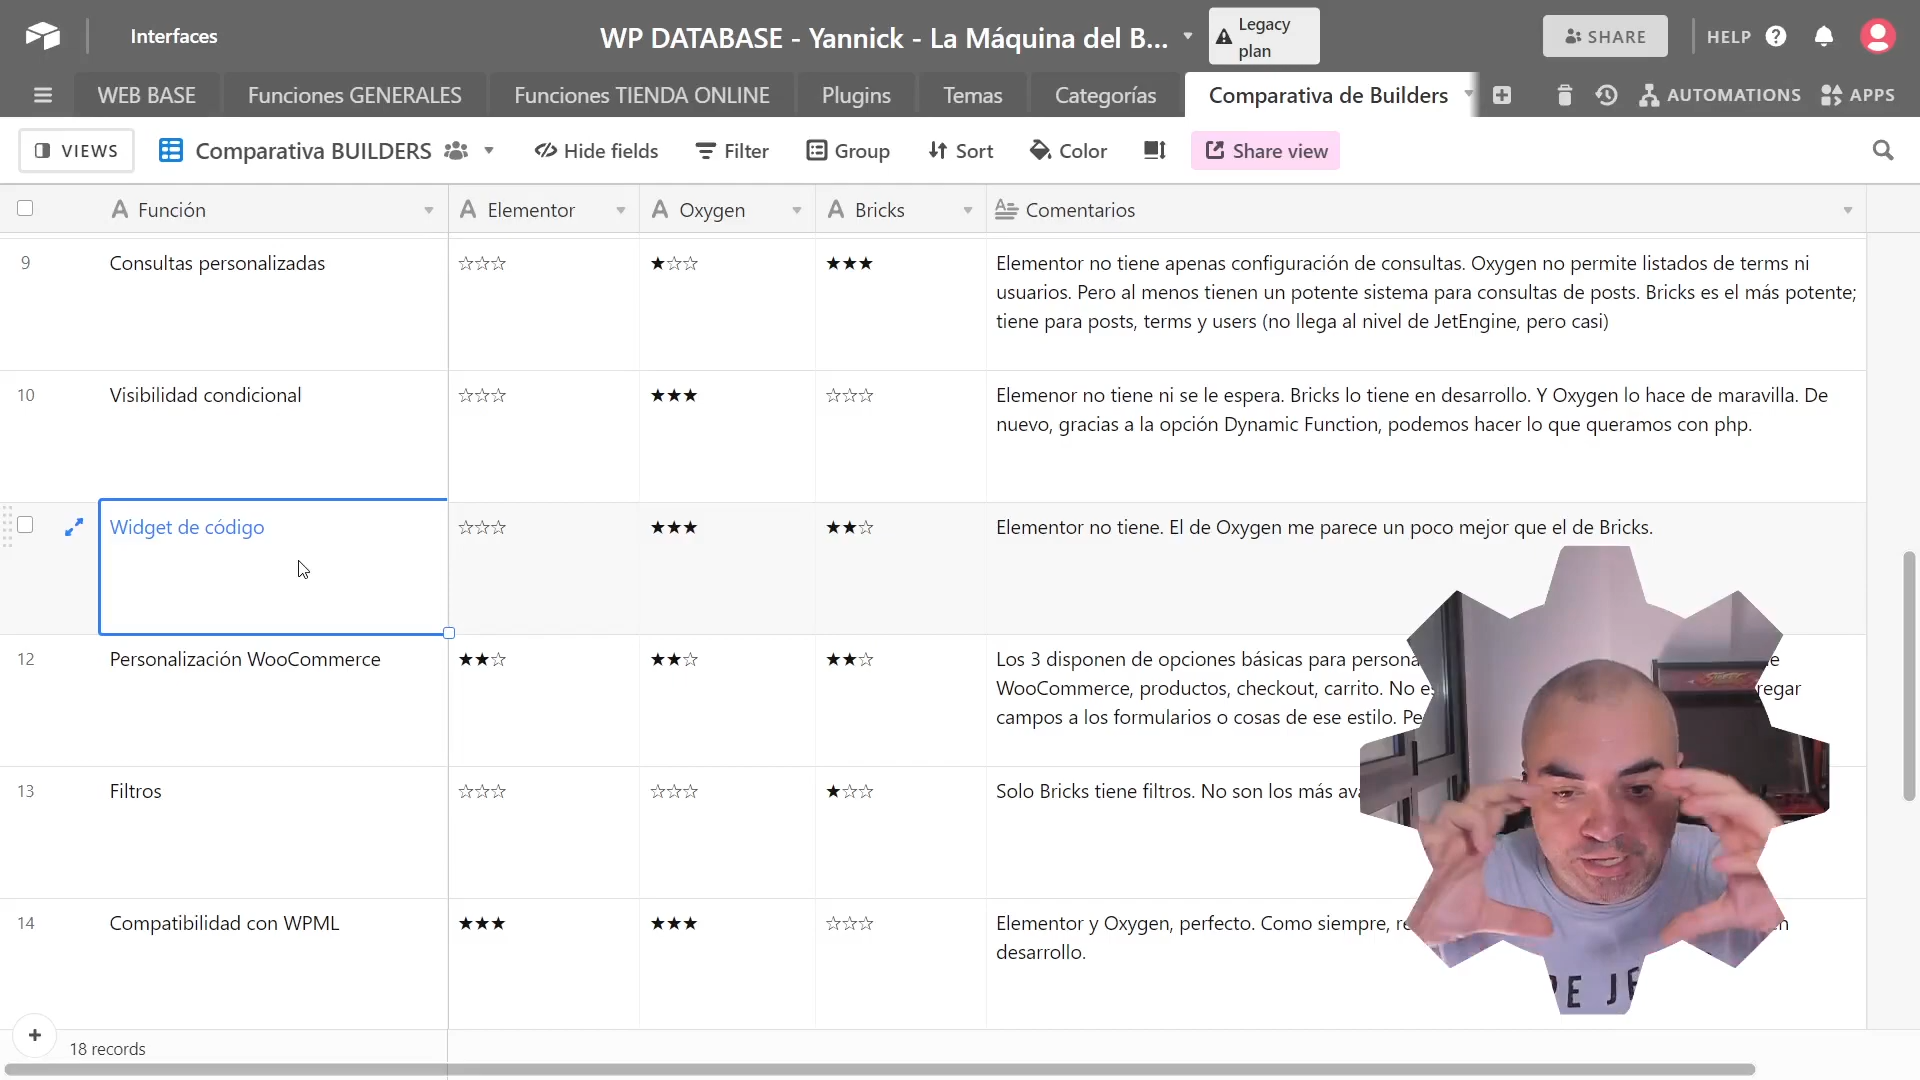 Interfaces
WP DATABASE - Yannick - La Máquina del B...
Legacy
plan
SHARE
HELP
WEB BASE
Funciones GENERALES
Funciones TIENDA ONLINE
Plugins
Temas
Categorías
Comparativa de Builders
AUTOMATIONS
APPS
VIEWS
Comparativa BUILDERS
Hide fields
Filter
Group
Sort
Color
Share view
Función
Elementor
Oxygen
Bricks
Comentarios
9
Consultas personalizadas
☆☆☆
★☆☆
★★★
Elementor no tiene apenas configuración de consultas. Oxygen no permite listados de terms ni
usuarios. Pero al menos tienen un potente sistema para consultas de posts. Bricks es el más potente;
tiene para posts, terms y users (no llega al nivel de JetEngine, pero casi)
10
Visibilidad condicional
☆☆☆
★★★
☆☆☆
Elemenor no tiene ni se le espera. Bricks lo tiene en desarrollo. Y Oxygen lo hace de maravilla. De
nuevo, gracias a la opción Dynamic Function, podemos hacer lo que queramos con php.
Widget de código
☆☆☆
★★★
★★☆
Elementor no tiene. El de Oxygen me parece un poco mejor que el de Bricks.
12
Personalización WooCommerce
★★☆
★★☆
★★☆
Los 3 disponen de opciones básicas para persona
WooCommerce, productos, checkout, carrito. No es regar
campos a los formularios o cosas de ese estilo. Pe
13
Filtros
☆☆☆
☆☆☆
★☆☆
Solo Bricks tiene filtros. No son los más ava
14
Compatibilidad con WPML
★★★
★★★
☆☆☆
Elementor y Oxygen, perfecto. Como siempre, re
desarrollo.
18 records